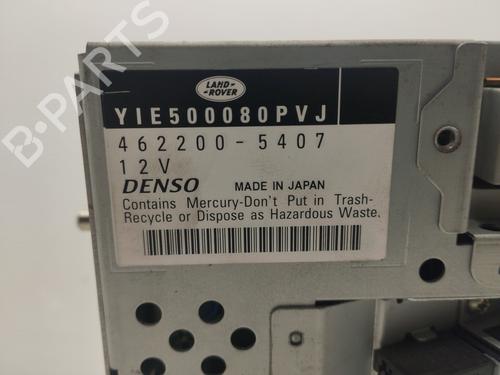 LAND-
-ROVER
YIE500080PVJ
462200-5407
12V
DENSO MADE IN JAPAN
Contains Mercury-Don't Put in Trash-
Recycle or Dispose as Hazardous Waste.
B-PARTS